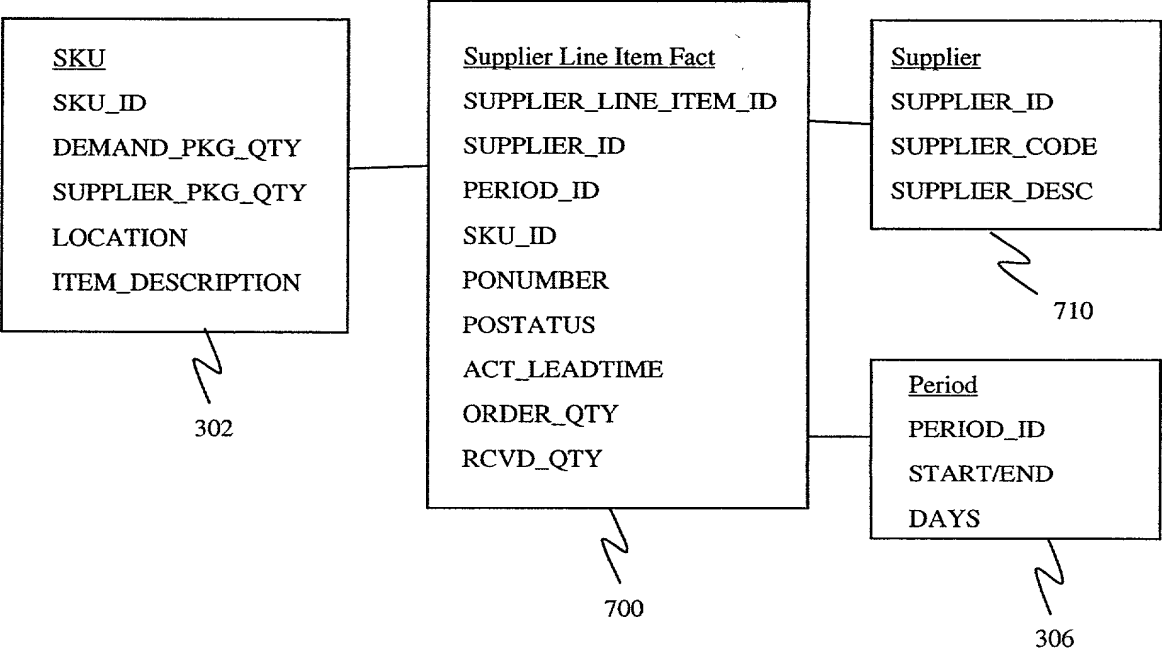 SKU
SKU_ID
DEMAND_PKG_QTY
SUPPLIER_PKG_QTY
LOCATION
ITEM_DESCRIPTION
302
Supplier Line Item Fact
SUPPLIER_LINE_ITEM_ID
SUPPLIER_ID
PERIOD_ID
SKU_ID
PONUMBER
POSTATUS
ACT_LEADTIME
ORDER_QTY
RCVD_QTY
700
Supplier
SUPPLIER_ID
SUPPLIER_CODE
SUPPLIER_DESC
710
Period
PERIOD_ID
START/END
DAYS
306